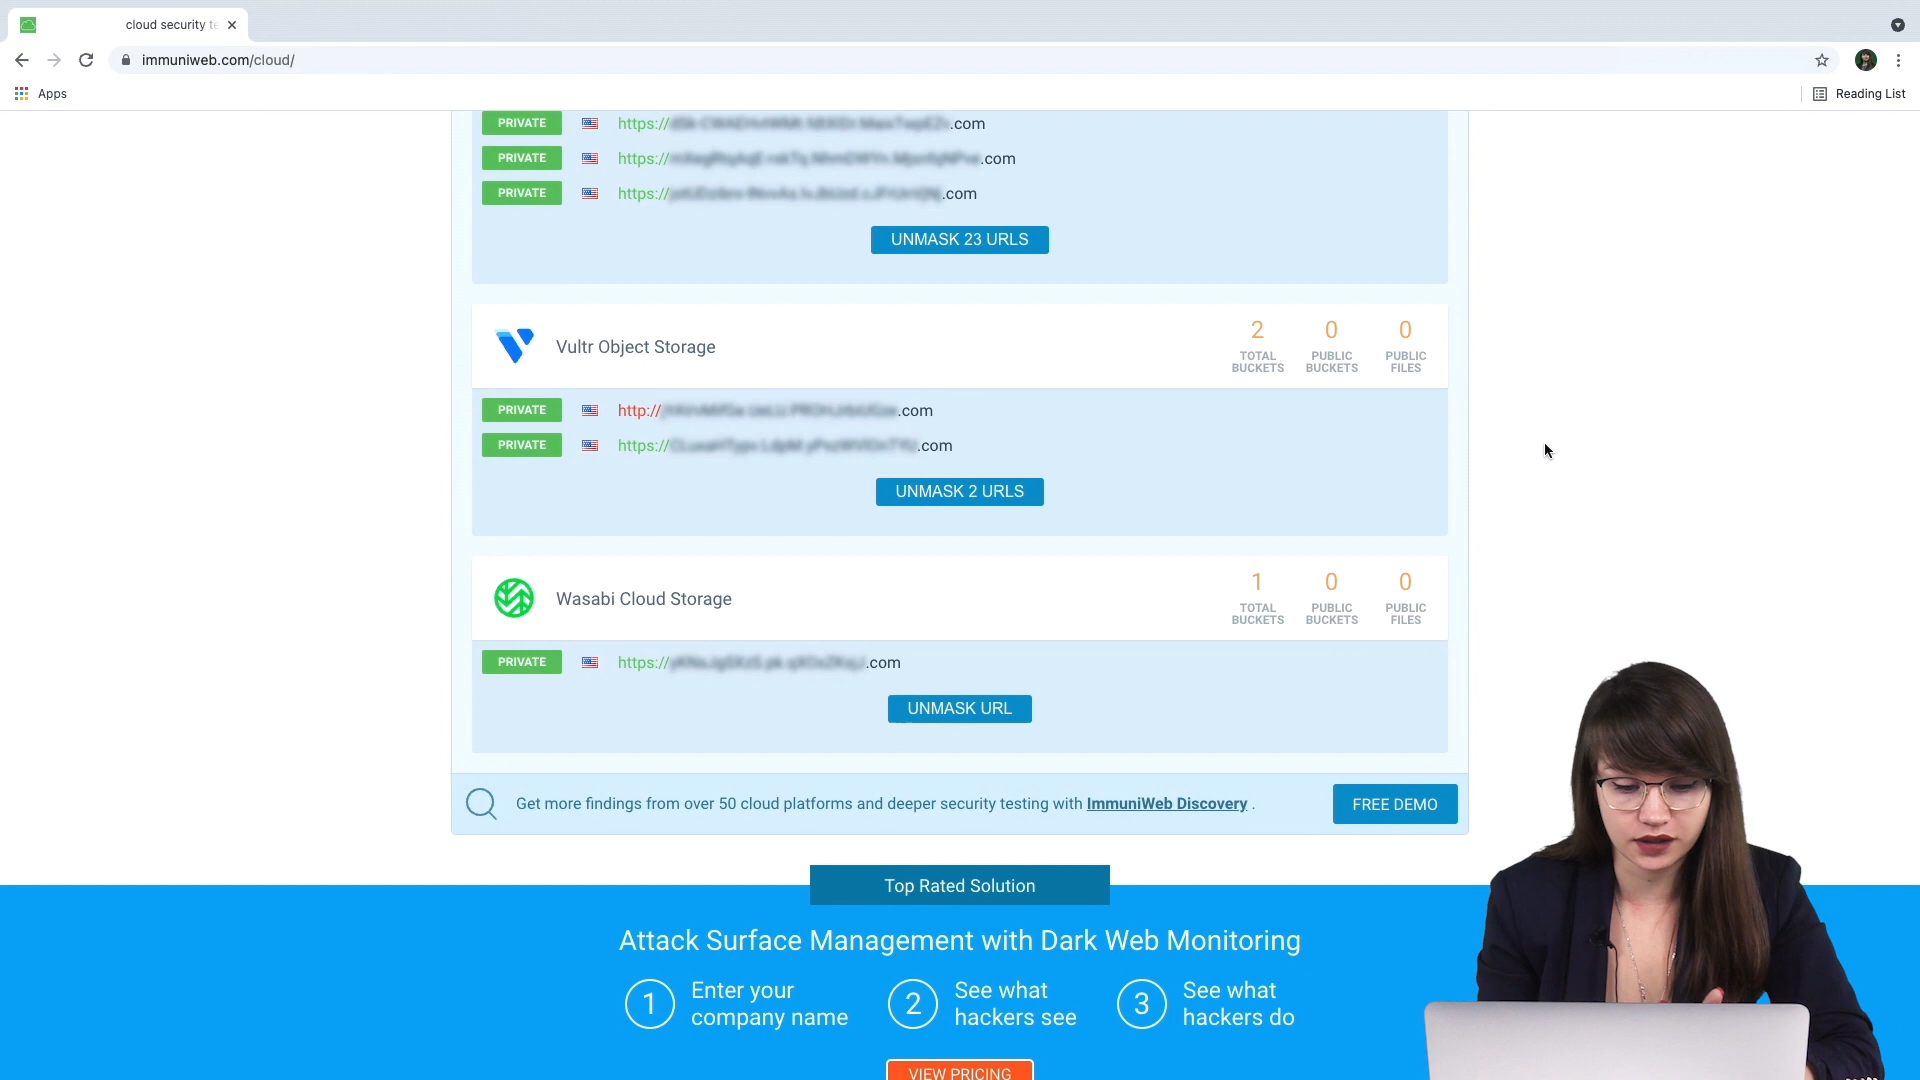 cloud security te
immuniweb.com/cloud/
Apps
Reading List
PRIVATE https:// .com
PRIVATE https:// .com
PRIVATE https:// .com
UNMASK 23 URLS
Vultr Object Storage
2 0 0
TOTAL BUCKETS
PUBLIC BUCKETS
PUBLIC FILES
PRIVATE http:// .com
PRIVATE https:// .com
UNMASK 2 URLS
Wasabi Cloud Storage
1 0 0
TOTAL BUCKETS
PUBLIC BUCKETS
PUBLIC FILES
PRIVATE https:// .com
UNMASK URL
Get more findings from over 50 cloud platforms and deeper security testing with ImmuniWeb Discovery .
FREE DEMO
Top Rated Solution
Attack Surface Management with Dark Web Monitoring
1 Enter your
company name
2 See what
hackers see
3 See what
hackers do
VIEW PRICING